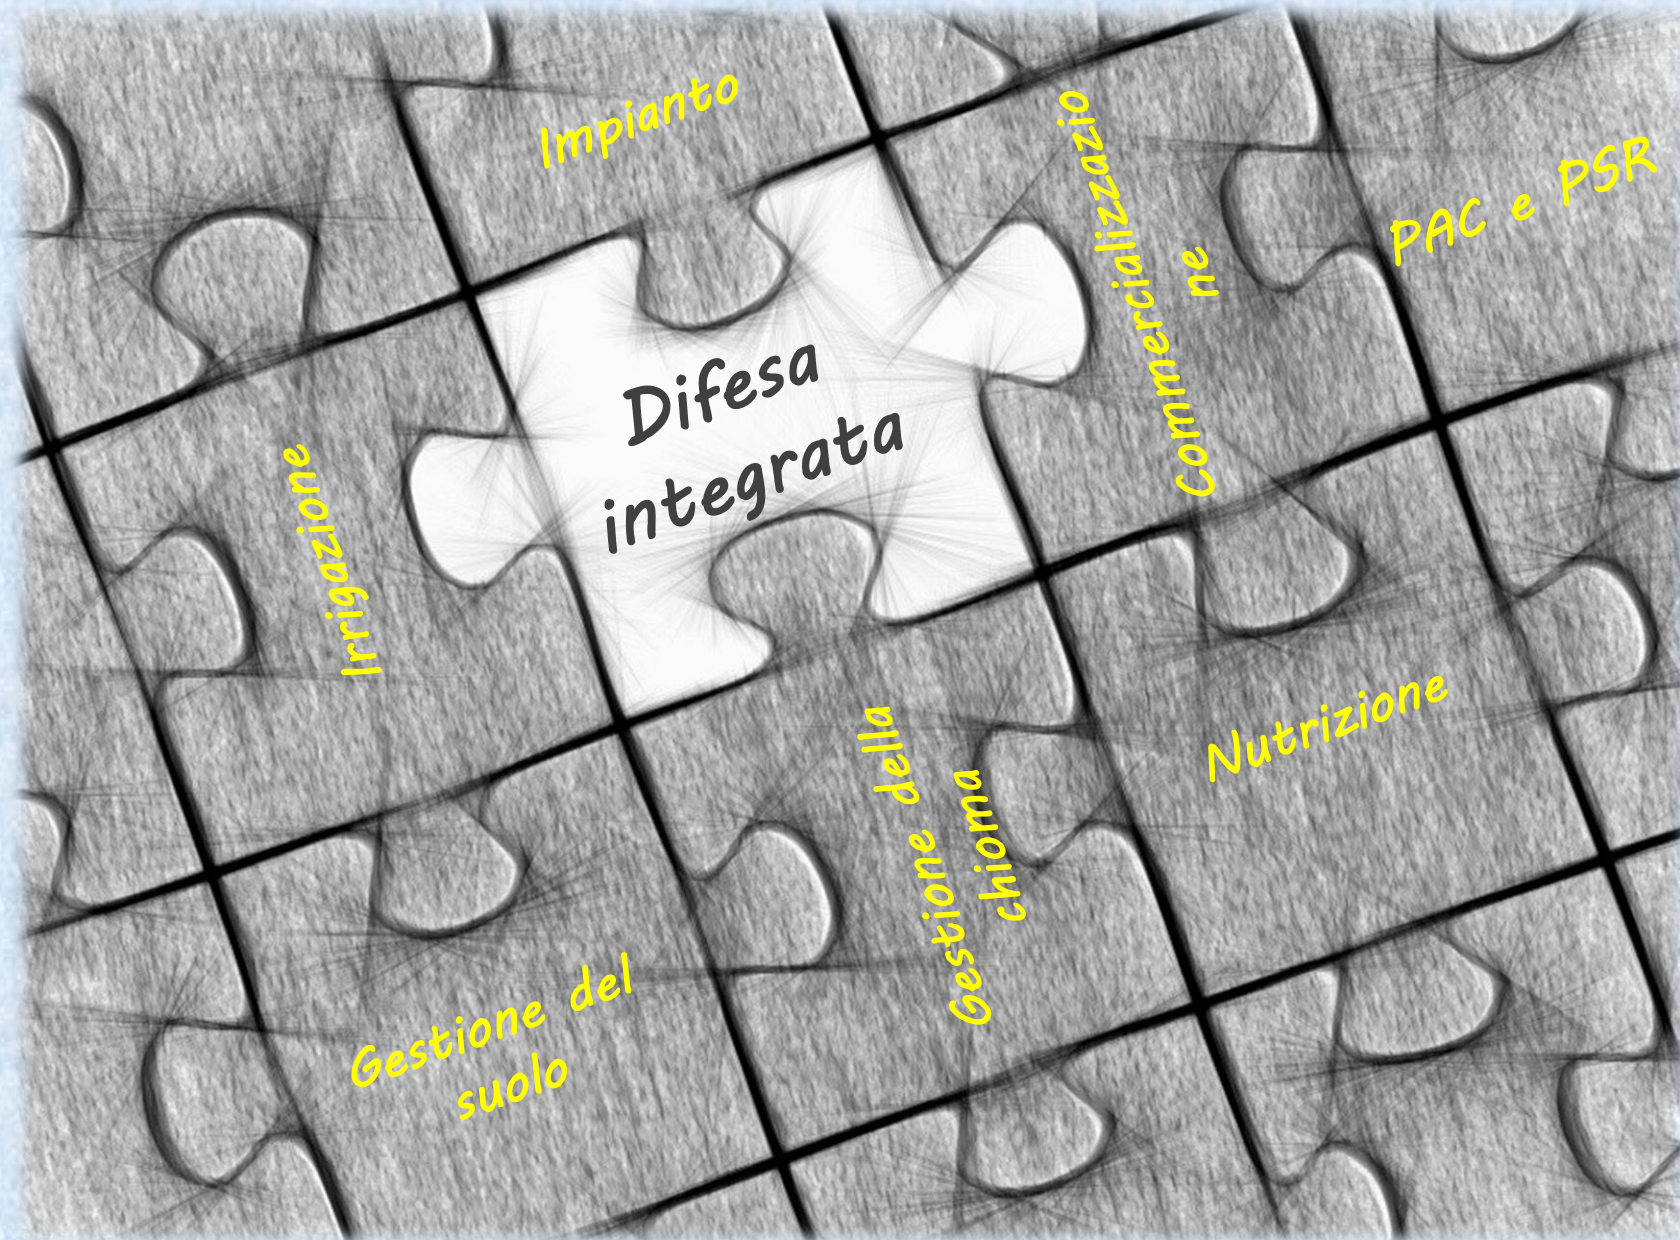 Impianto
Commercializzazio
ne
PAC e PSR
Difesa
integrata
Irrigazione
Gestione della
chioma
Nutrizione
Gestione del
suolo